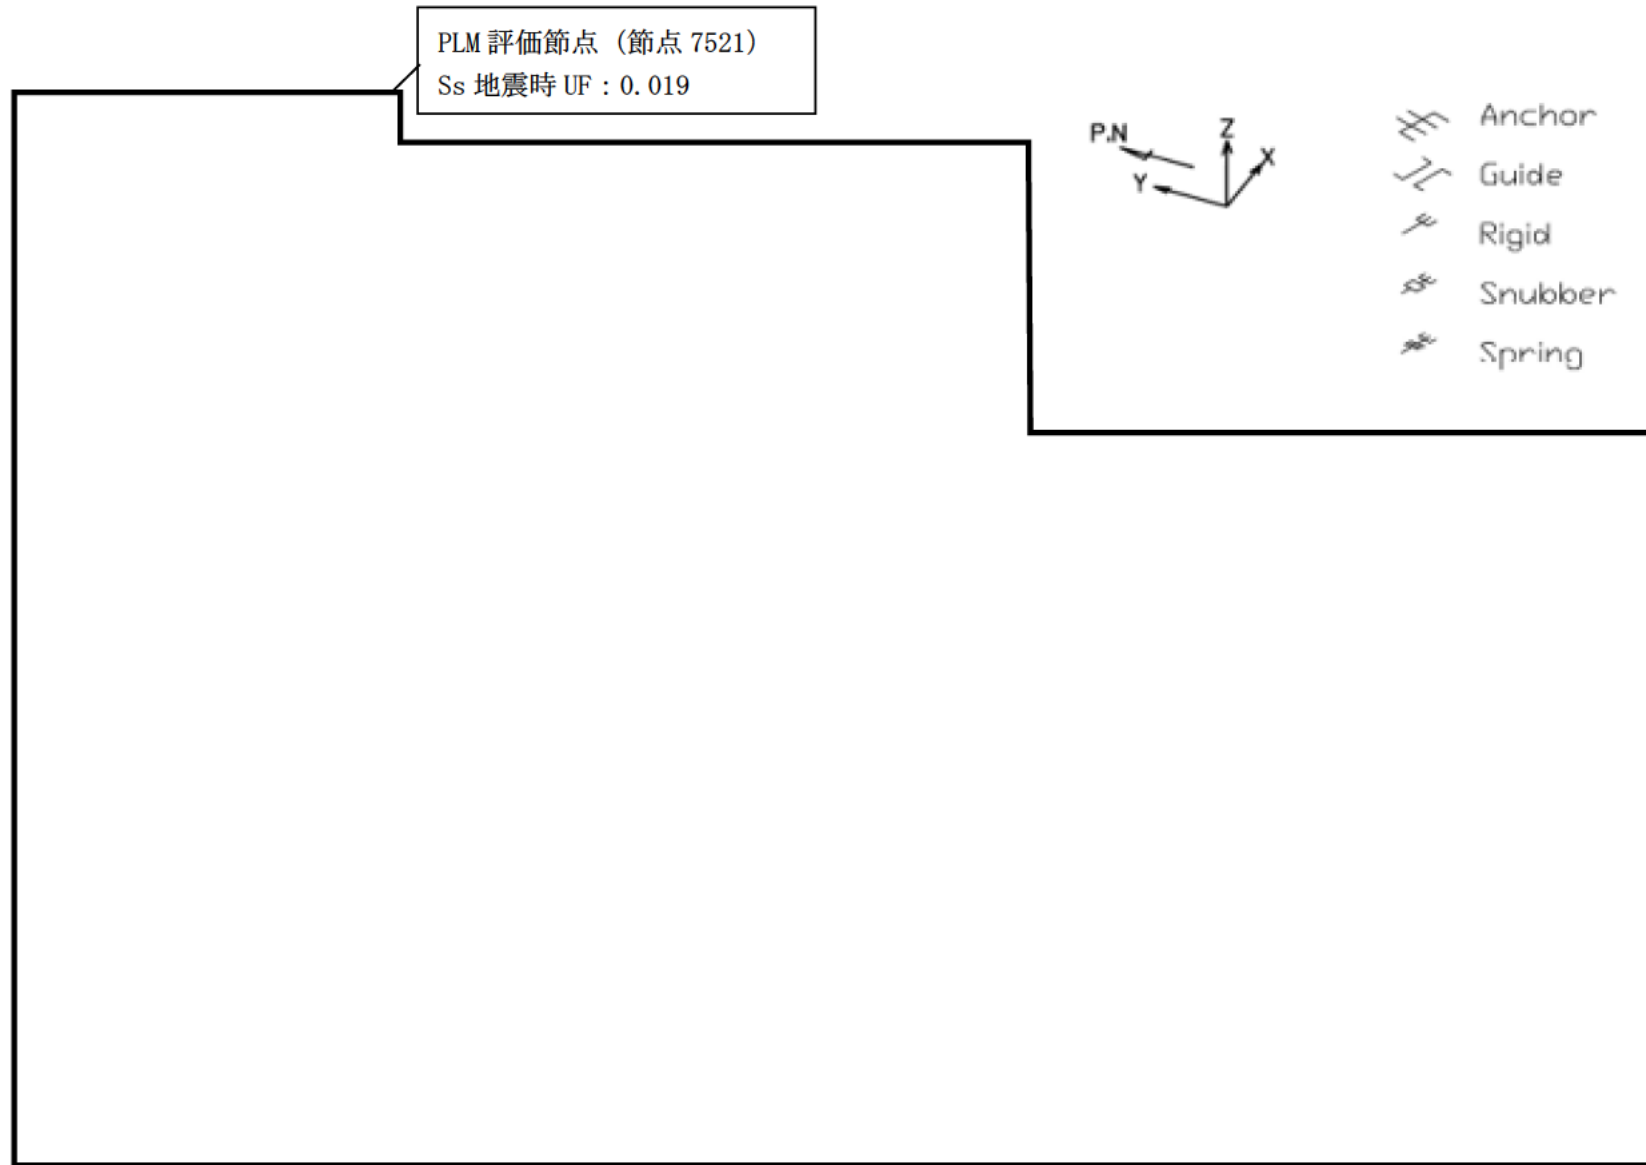 PLM 評価節点（節点 7521）
Ss 地震時 UF：0.019
P.N
Z
X
Y
Anchor
Guide
Rigid
Snubber
Spring